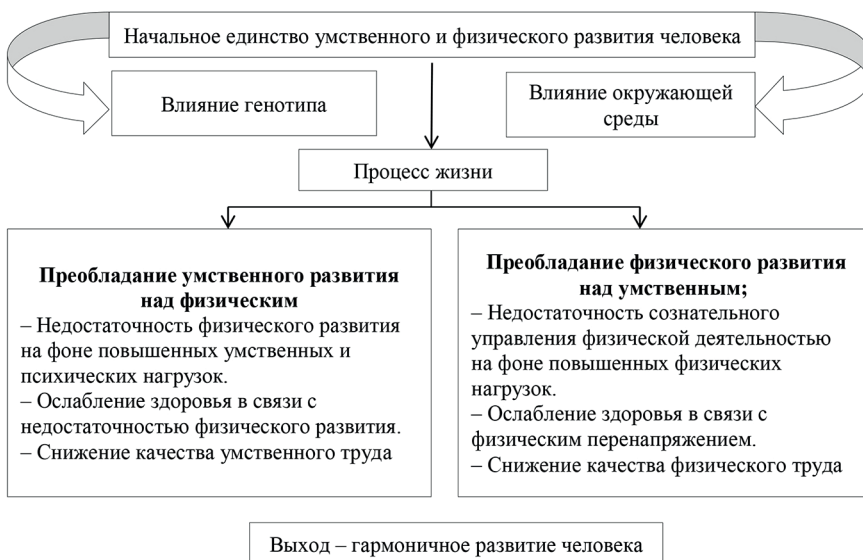 Начальное единство умственного и физического развития человека
Влияние генотипа
Влияние окружающей
среды
Процесс жизни
Преобладание умственного развития
над физическим
– Недостаточность физического развития
на фоне повышенных умственных и
психических нагрузок.
– Ослабление здоровья в связи с
недостаточностью физического развития.
– Снижение качества умственного труда
Преобладание физического развития
над умственным;
– Недостаточность сознательного
управления физической деятельностью
на фоне повышенных физических
нагрузок.
– Ослабление здоровья в связи с
физическим перенапряжением.
– Снижение качества физического труда
Выход – гармоничное развитие человека